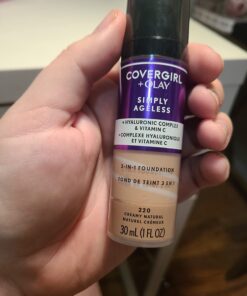 COVERGIRL
+OLAY
SIMPLY
AGELESS
+ HYALURONIC COMPLEX
& VITAMIN C
+ COMPLEXE HYALURONIQUE
ET VITAMINE C
3-IN-1 FOUNDATION
FOND DE TEINT 3 EN 1
220
CREAMY NATURAL
NATUREL CRÉMEUX
30 mL (1 FL OZ)